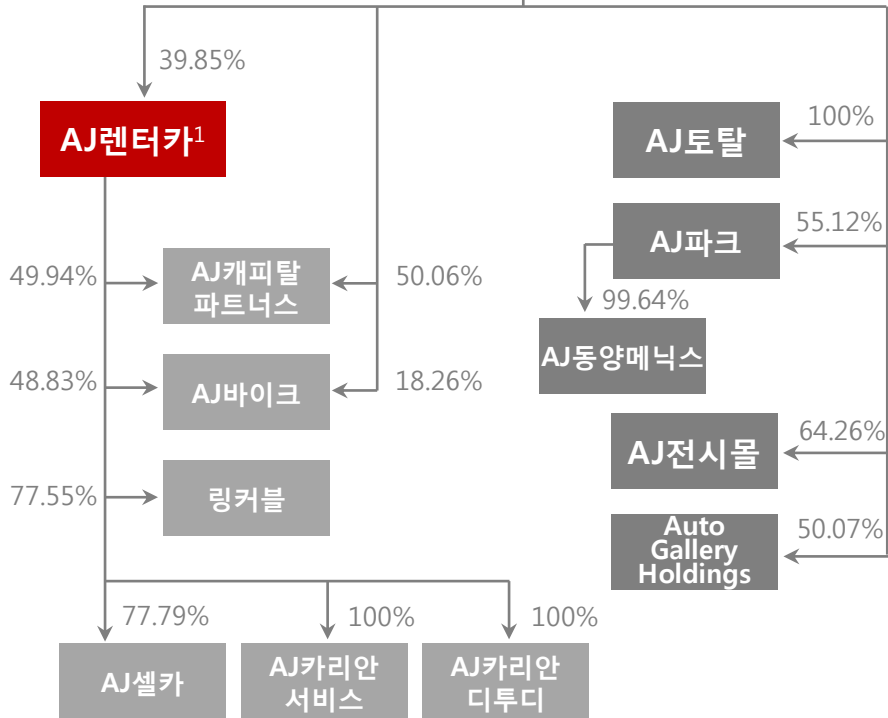 39.85%
AJ렌터카1
AJ토탈
100%
AJ파크
55.12%
49.94%
AJ캐피탈
파트너스
50.06%
99.64%
AJ동양메닉스
48.83%
AJ바이크
18.26%
AJ전시몰
64.26%
77.55%
링커블
Auto
Gallery
Holdings
50.07%
77.79%
100%
100%
AJ셀카
AJ카리안
서비스
AJ카리안
디투디